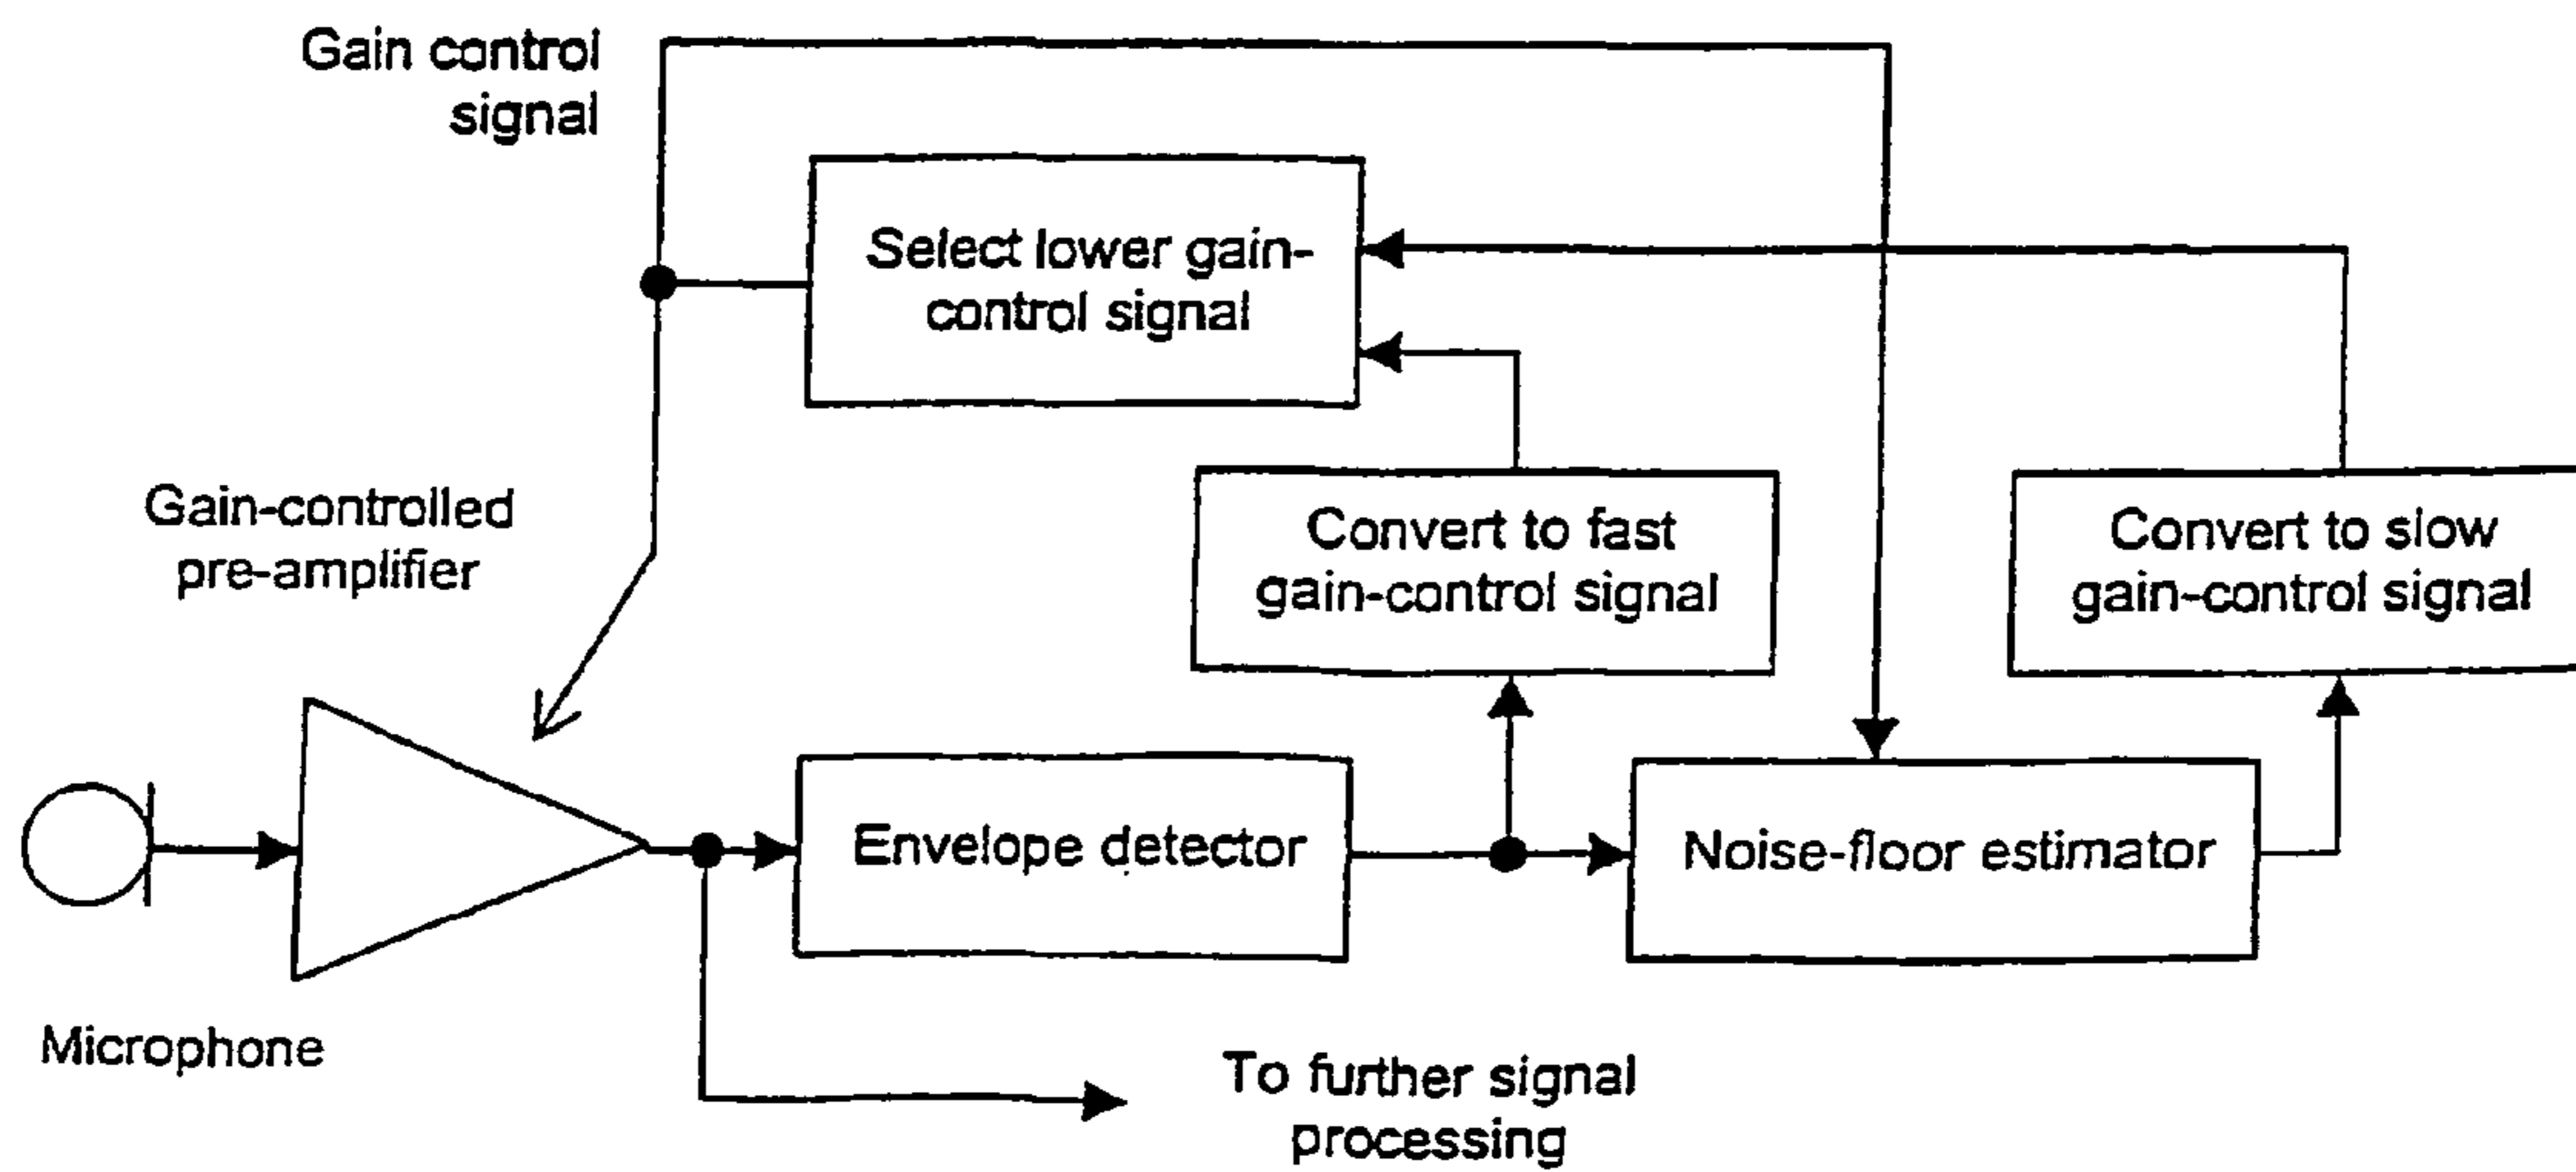 Gain control
signal
Select lower gain-
control signal
Gain-controlled
pre-amplifier
Convert to fast
gain-control signal
Convert to slow
gain-control signal
Envelope detector
Noise-floor estimator
Microphone
To further signal
processing